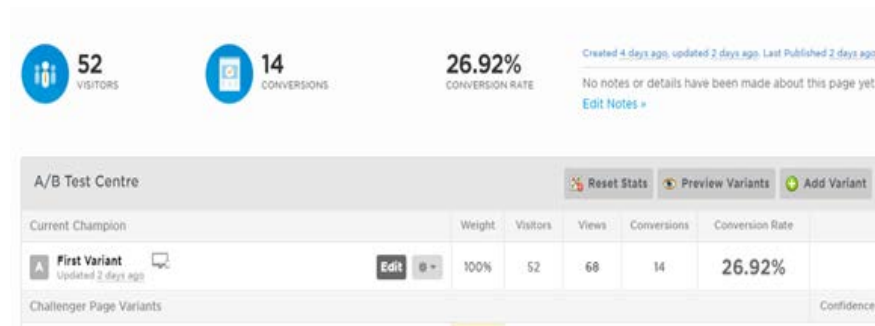 52
VISITORS
14
CONVERSIONS
26.92%
CONVERSION RATE
Created 4 days ago, updated 2 days ago. Last Published 2 days ago
No notes or details have been made about this page yet
Edit Notes »
A/B Test Centre
Reset Stats
Preview Variants
Add Variant
Current Champion
Weight
Visitors
Views
Conversions
Conversion Rate
A
First Variant
Updated 2 days ago
Edit
100%
52
68
14
26.92%
Challenger Page Variants
Confidence